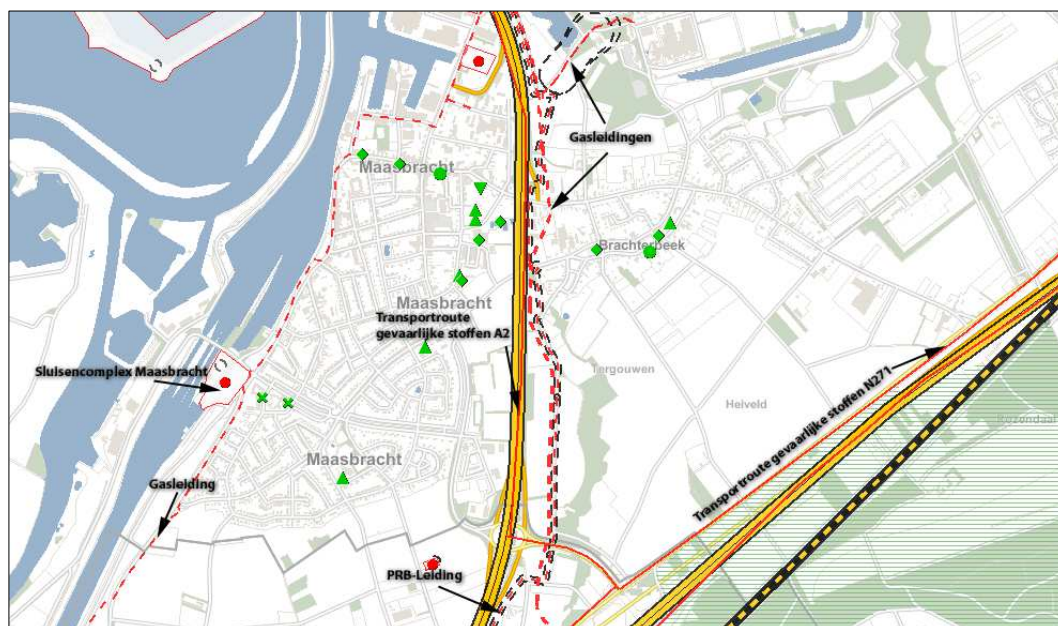 Gasleidingen
Maasbracht
Brachterbeek
Maasbracht
Transportroute
gevaarlijke stoffen A2
Sluisencomplex Maasbracht
Tergouwen
Transportroute gevaarlijke stoffen N271
Heiveld
Maasbracht
Gasleiding
PRB-Leiding